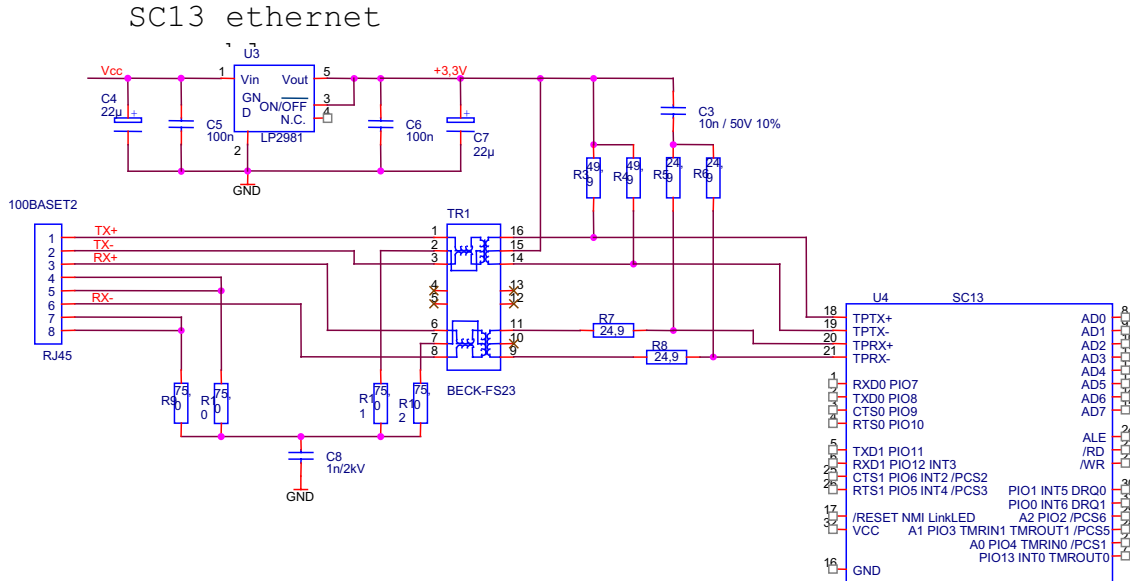 SC13 ethernet
U3
Vcc
1 Vin Vout 5
+3,3V
GN
D
ON/OFF 3
N.C. 4
LP2981
2
C4
22µ
C5
100n
C6
100n
C7
22µ
GND
C3
10n / 50V 10%
R3 49,
9
R4 49,
9
R5 24,
9
R6 24,
9
100BASET2
TR1
1 TX+ 1 16
2 TX- 2 15
3 RX+ 3 14
4 4 13
5 5 12
6 RX- 6 11
7 7 10
8 8 9
RJ45
BECK-FS23
R7
24,9
R8
24,9
R9 75,
0
R1
0 75,
0
R1
1 75,
0
R1
2 75,
0
C8
1n/2kV
GND
U4 SC13
18 TPTX+ AD0 8
19 TPTX- AD1
20 TPRX+ AD2
21 TPRX- AD3
AD4
1 RXD0 PIO7 AD5
TXD0 PIO8 AD6
CTS0 PIO9 AD7
RTS0 PIO10
ALE
5 TXD1 PIO11 /RD
RXD1 PIO12 INT3 /WR
25 CTS1 PIO6 INT2 /PCS2
26 RTS1 PIO5 INT4 /PCS3 PIO1 INT5 DRQ0
PIO0 INT6 DRQ1
17 /RESET NMI LinkLED A2 PIO2 /PCS6
32 VCC A1 PIO3 TMRIN1 TMROUT1 /PCS5
A0 PIO4 TMRIN0 /PCS1
PIO13 INT0 TMROUT0
16 GND